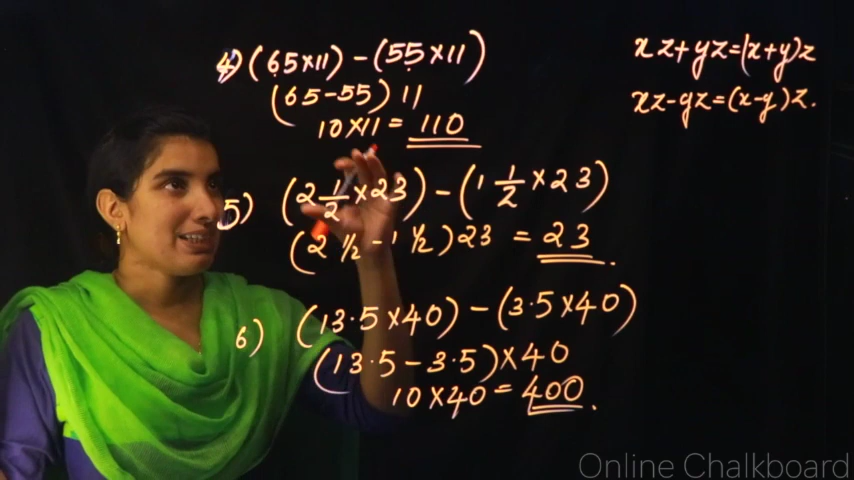 4) (65×11) – (55×11)
(65–55) 11
10×11 = 110
5) (2 1/2 × 23) – (1 1/2 × 23)
(2 1/2 – 1 1/2) 23 = 23.
6) (13.5×40) – (3.5×40)
(13.5 – 3.5)×40
10×40 = 400.
xz+yz=(x+y)z
xz–yz=(x–y)z.
Online Chalkboard